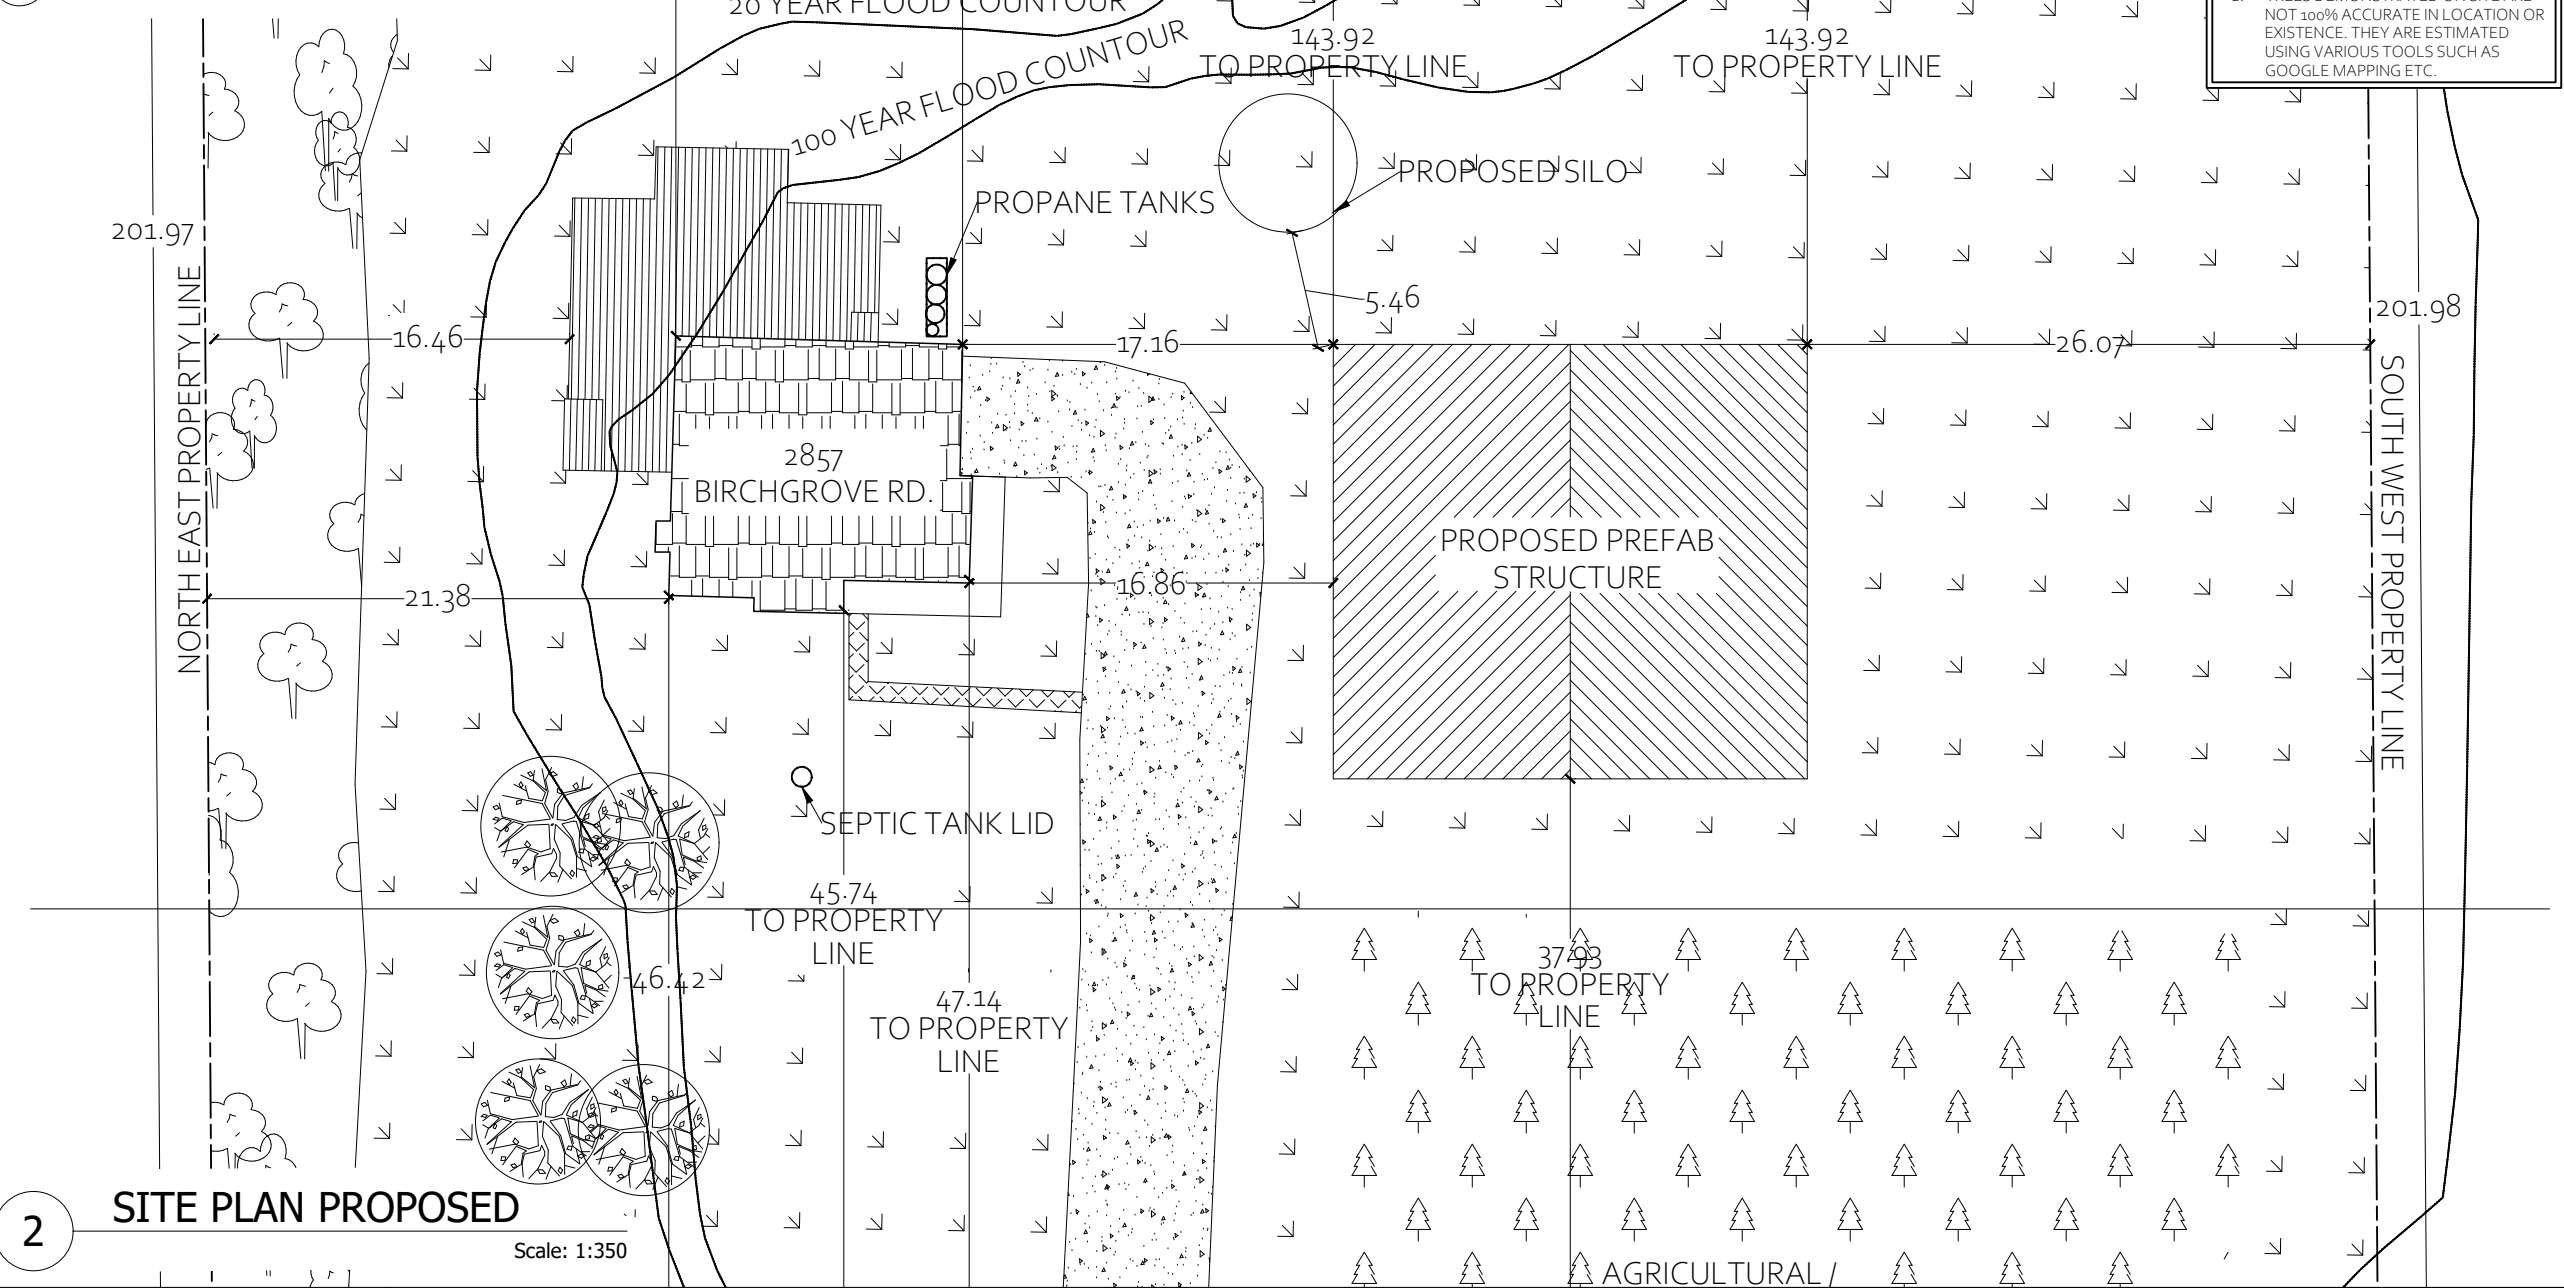 20 YEAR FLOOD COUNTOUR
100 YEAR FLOOD COUNTOUR
143.92
TO PROPERTY LINE
143.92
TO PROPERTY LINE
NOT 100% ACCURATE IN LOCATION OR
EXISTENCE. THEY ARE ESTIMATED
USING VARIOUS TOOLS SUCH AS
GOOGLE MAPPING ETC.
PROPOSED SILO
PROPANE TANKS
201.97
NORTH EAST PROPERTY LINE
5.46
201.98
16.46
17.16
26.07
SOUTH WEST PROPERTY LINE
2857
BIRCHGROVE RD.
PROPOSED PREFAB
STRUCTURE
21.38
16.86
SEPTIC TANK LID
45.74
TO PROPERTY
LINE
46.42
47.14
TO PROPERTY
LINE
37.93
TO PROPERTY
LINE
2
SITE PLAN PROPOSED
Scale: 1:350
AGRICULTURAL /